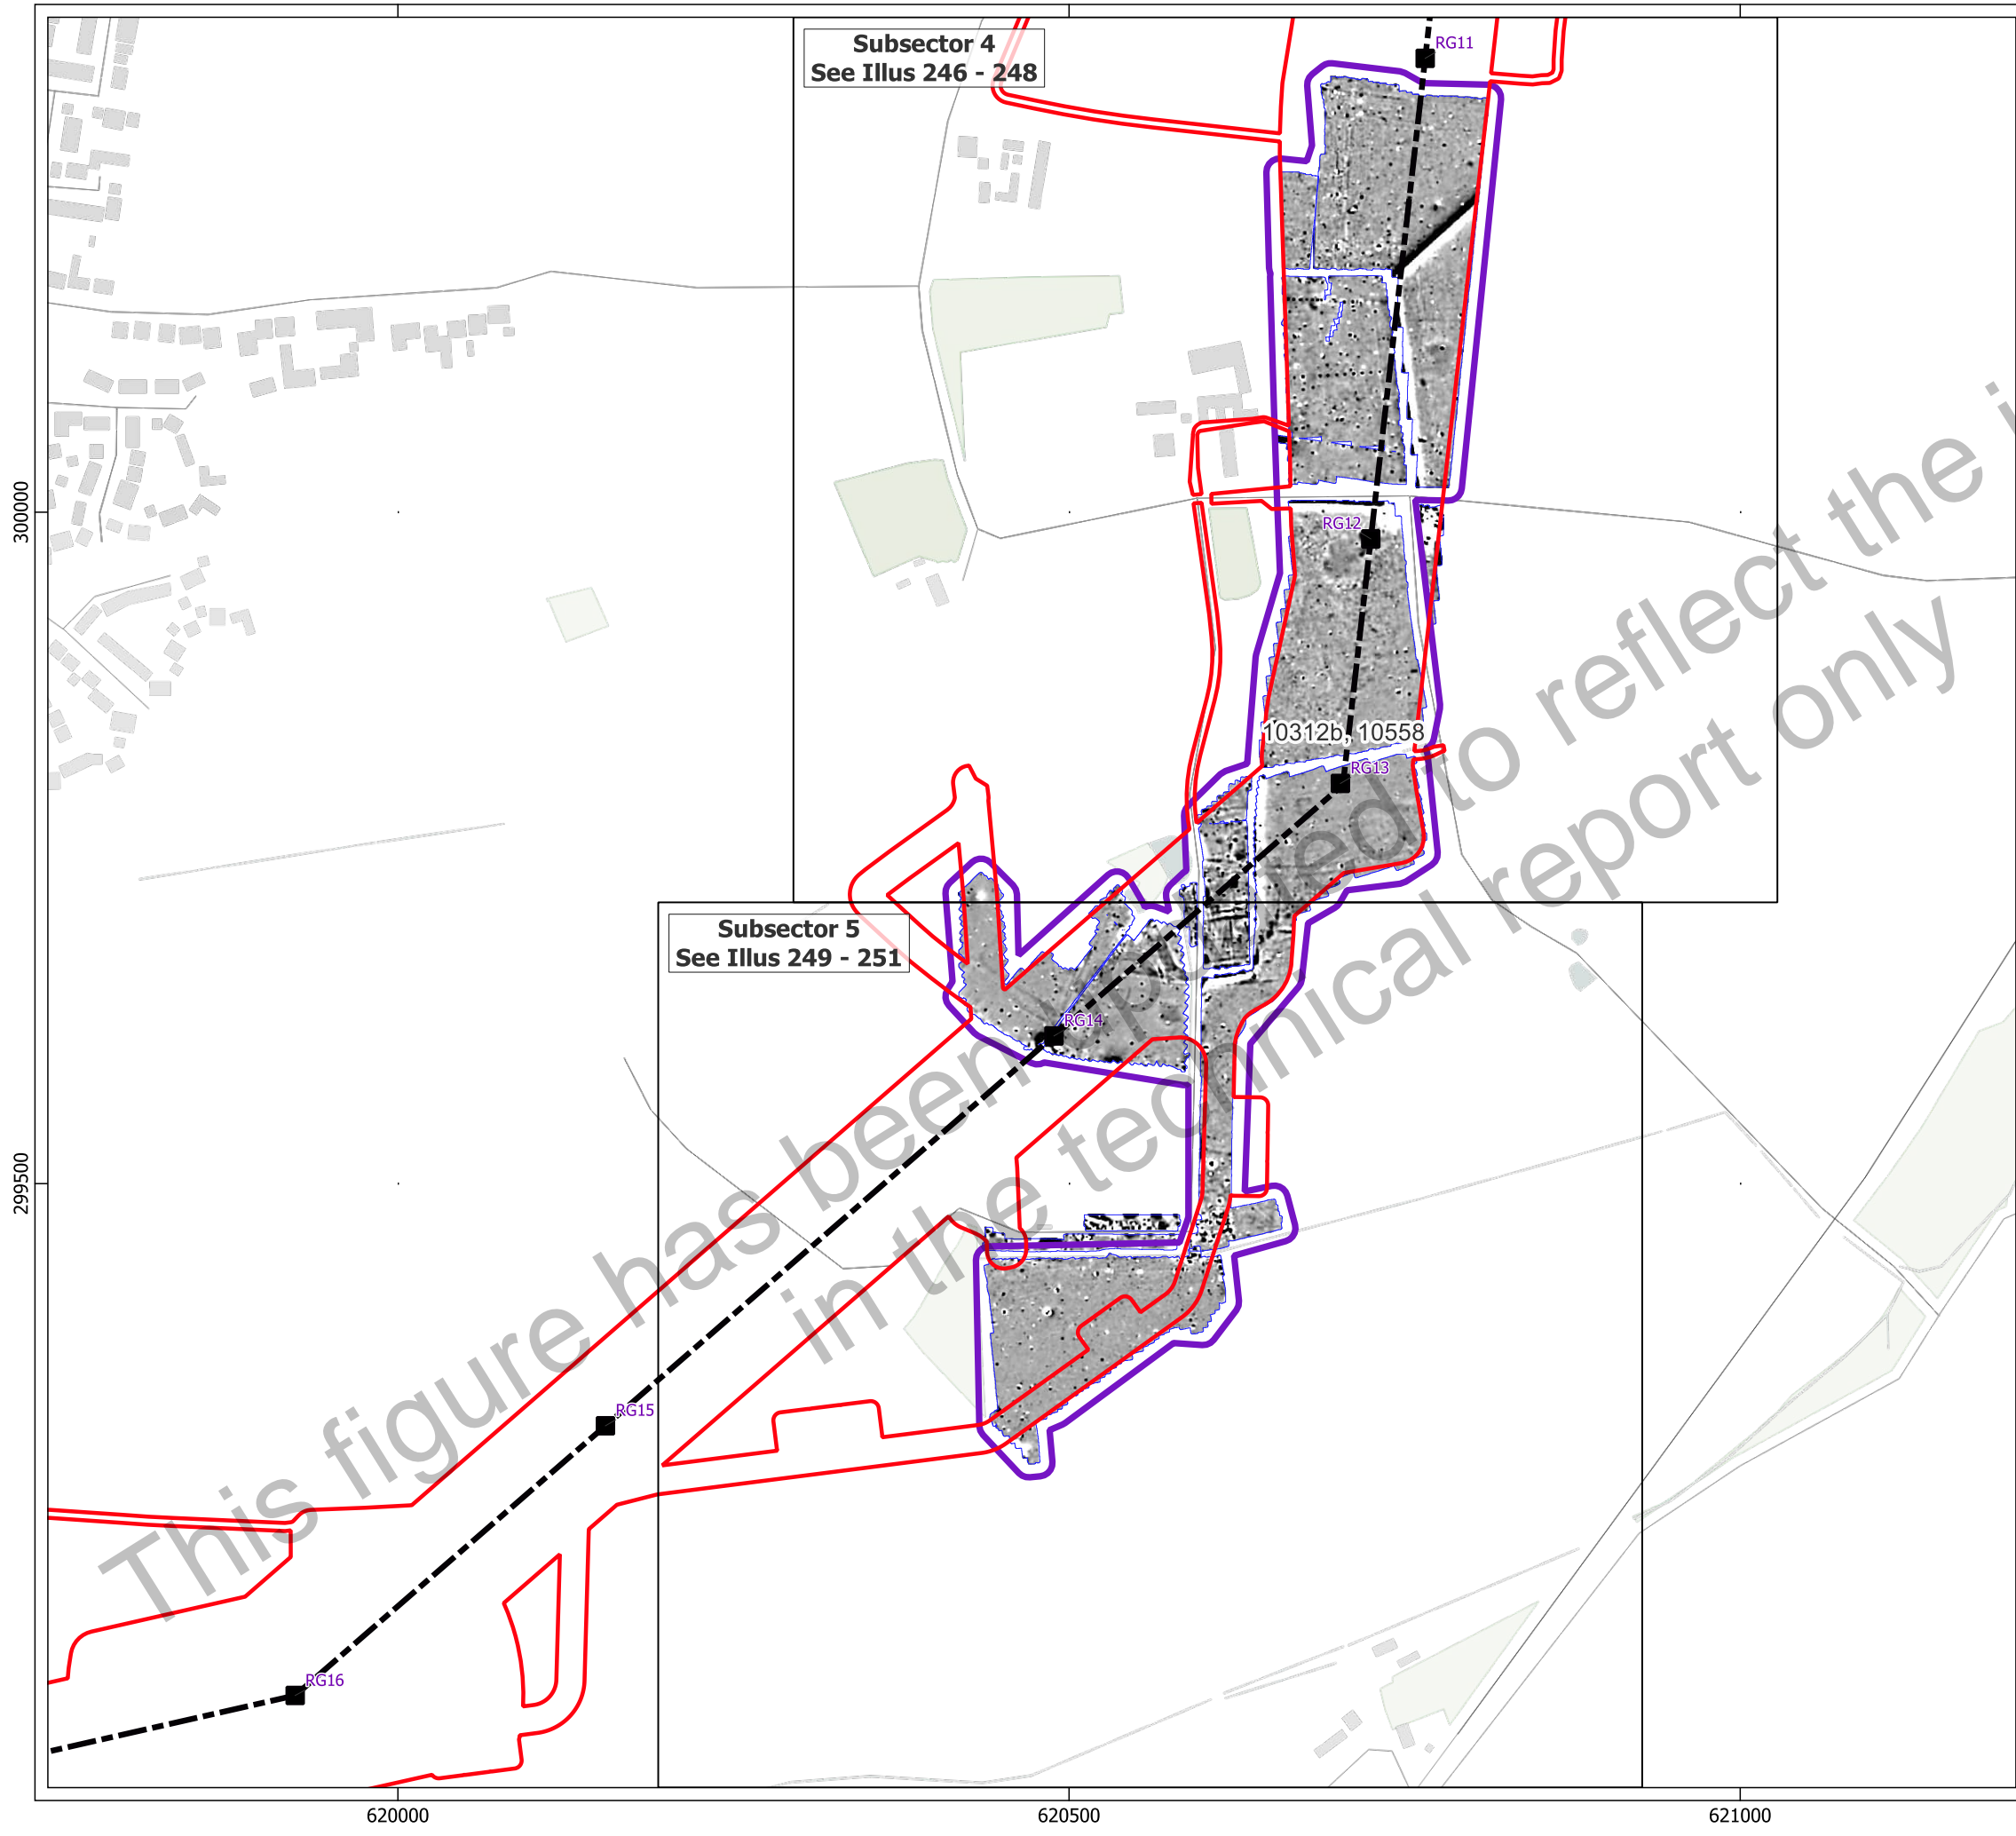 Subsector 4
See Illus 246 - 248
RG11
300000
RG12
10312b, 10558
RG13
Subsector 5
See Illus 249 - 251
RG14
299500
RG15
RG16
620000
620500
621000
This figure has been to reflect the
in the technical report only